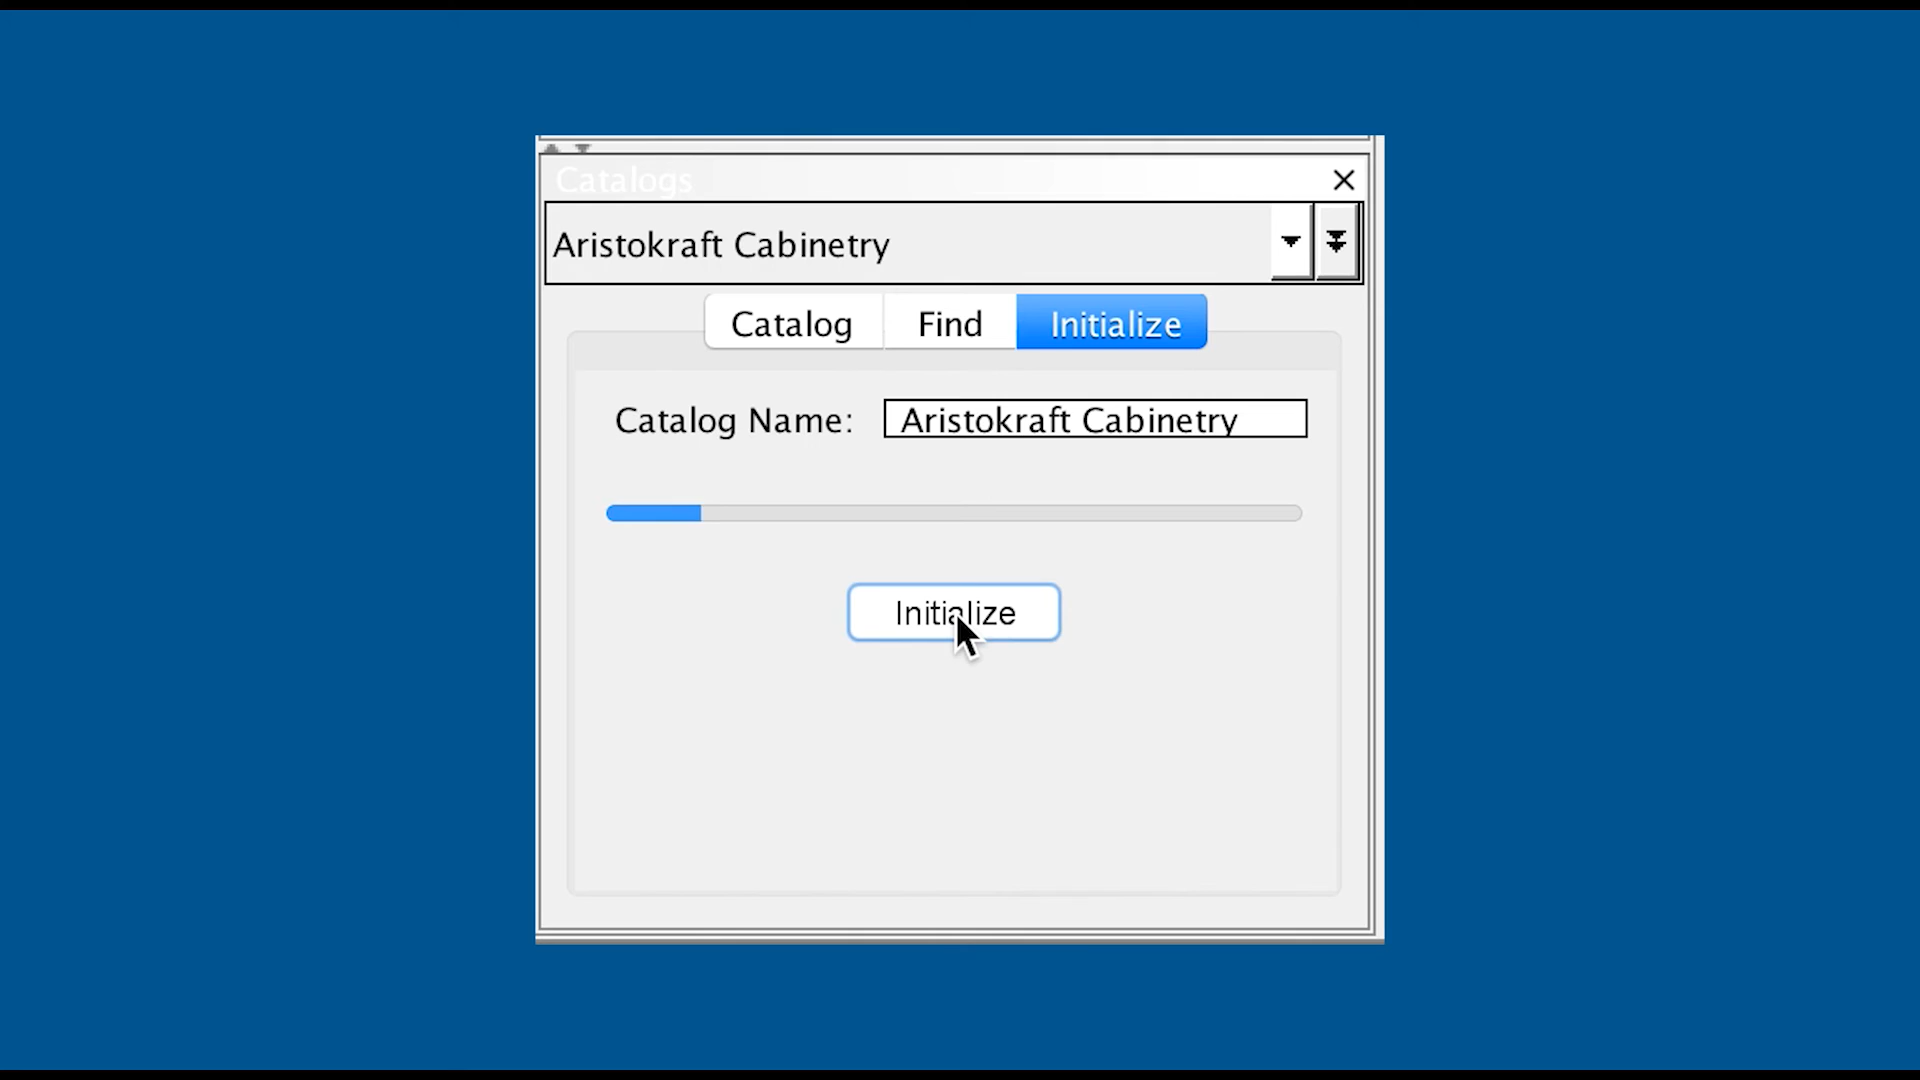 Catalogs
Aristokraft Cabinetry
Catalog Find Initialize
Catalog Name: Aristokraft Cabinetry
Initialize